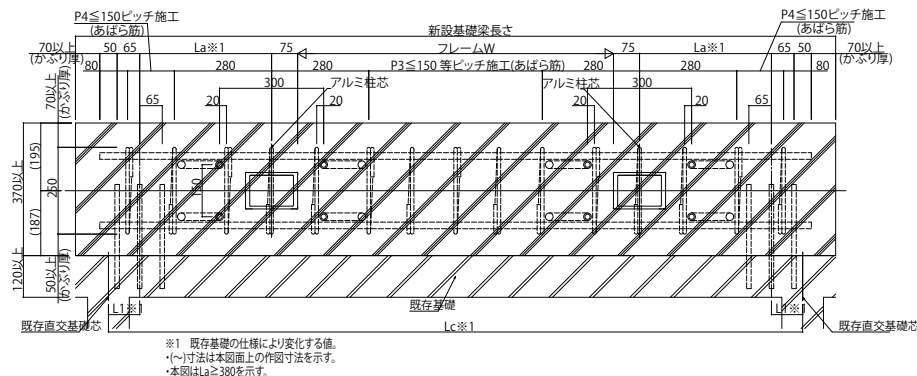 P4≦150ピッチ施工
(あばら筋)
新設基礎梁長さ
P4≦150ピッチ施工
(あばら筋)
70以上
(かぶり厚)
50 65 La※1 75 フレームW 75 La※1 65 50
70以上
(かぶり厚)
80 280 280 P3≦150 等ピッチ施工(あばら筋) 280 280 80
300 アルミ柱芯 300 アルミ柱芯
65 20 20 20 20 65
70以上
(かぶり厚)
370以上
(195)
250
(187)
150
120以上
50以上
(かぶり厚)
L1※1 既存基礎 L1※1
既存直交基礎芯 Lc※1 既存直交基礎芯
※1 既存基礎の仕様により変化する値。
・(~)寸法は本図面上の作図寸法を示す。
・本図はLa≧380を示す。